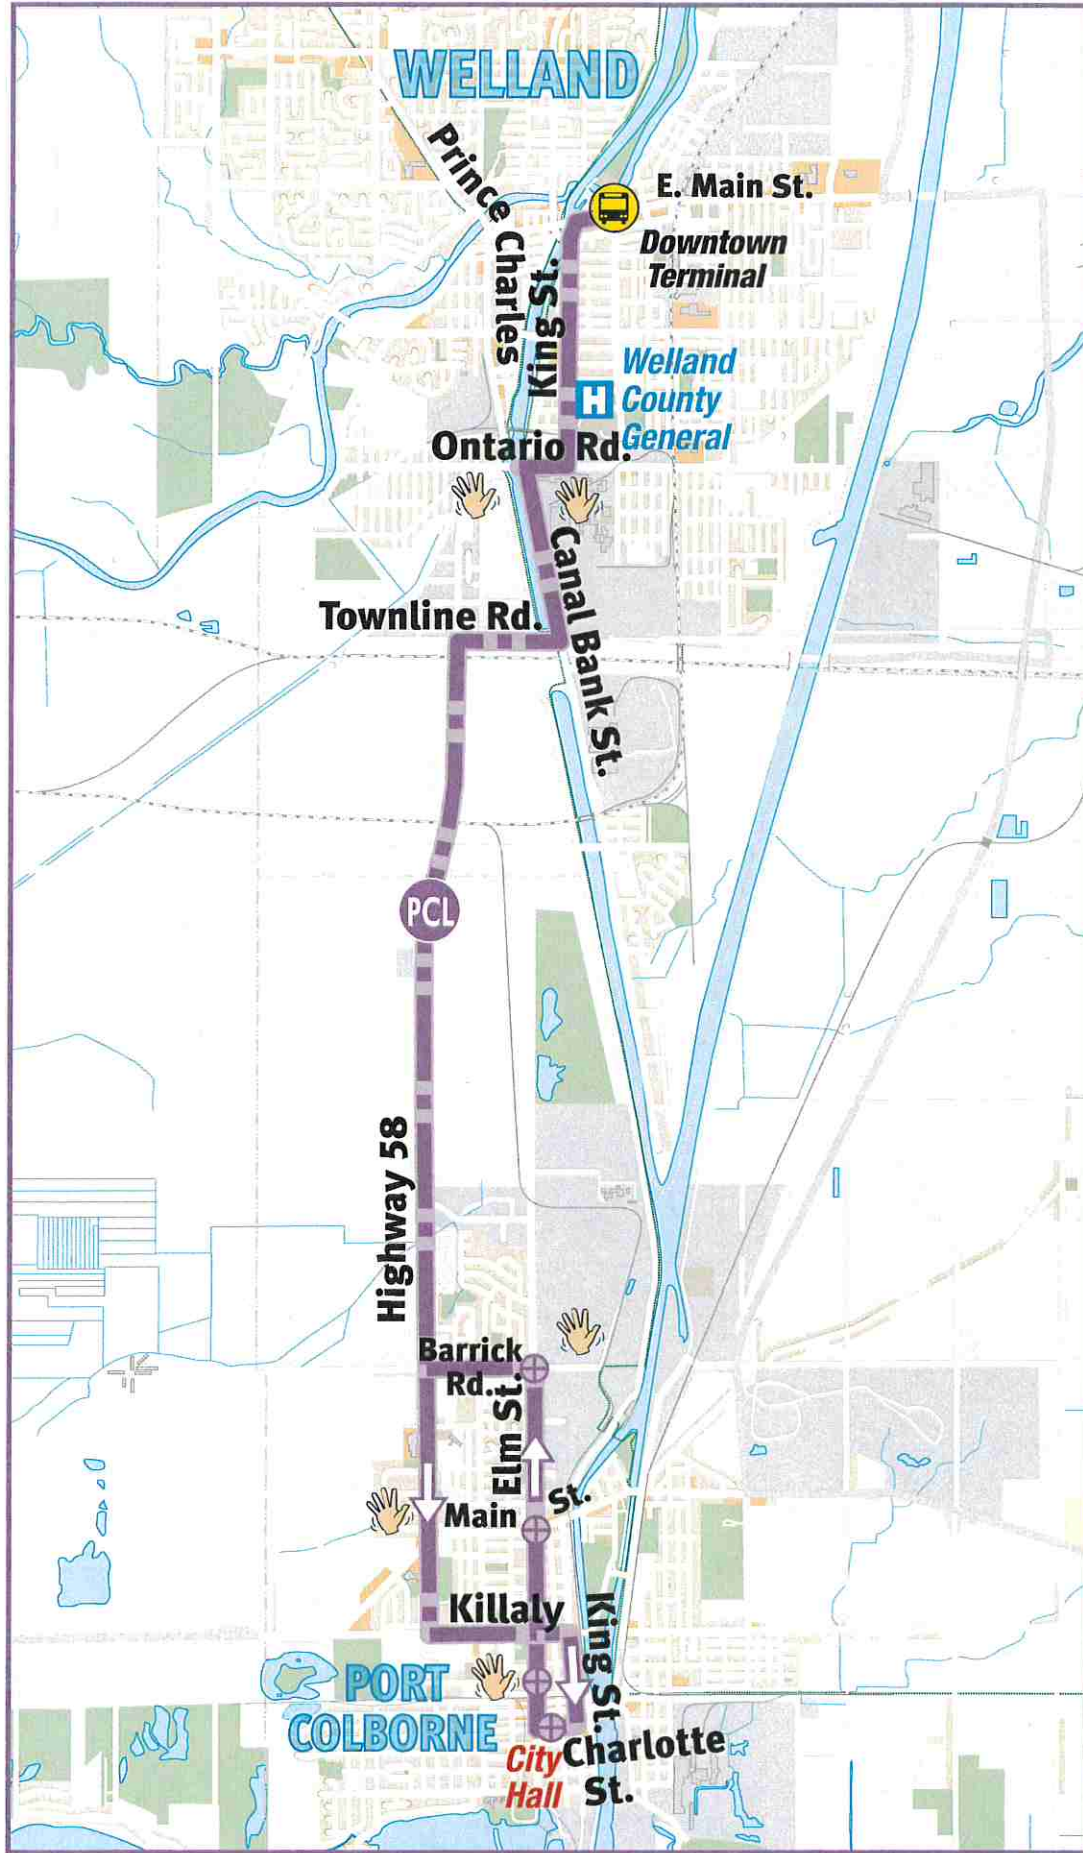 WELLAND
Prince Charles
E. Main St.
Downtown
Terminal
King St.
H
Welland
County
General
Ontario Rd.
Canal Bank St.
Townline Rd.
PCL
Highway 58
Barrick
Rd.
Elm St.
Main St.
Killaly
King St.
PORT
COLBORNE
City
Hall
Charlotte
St.